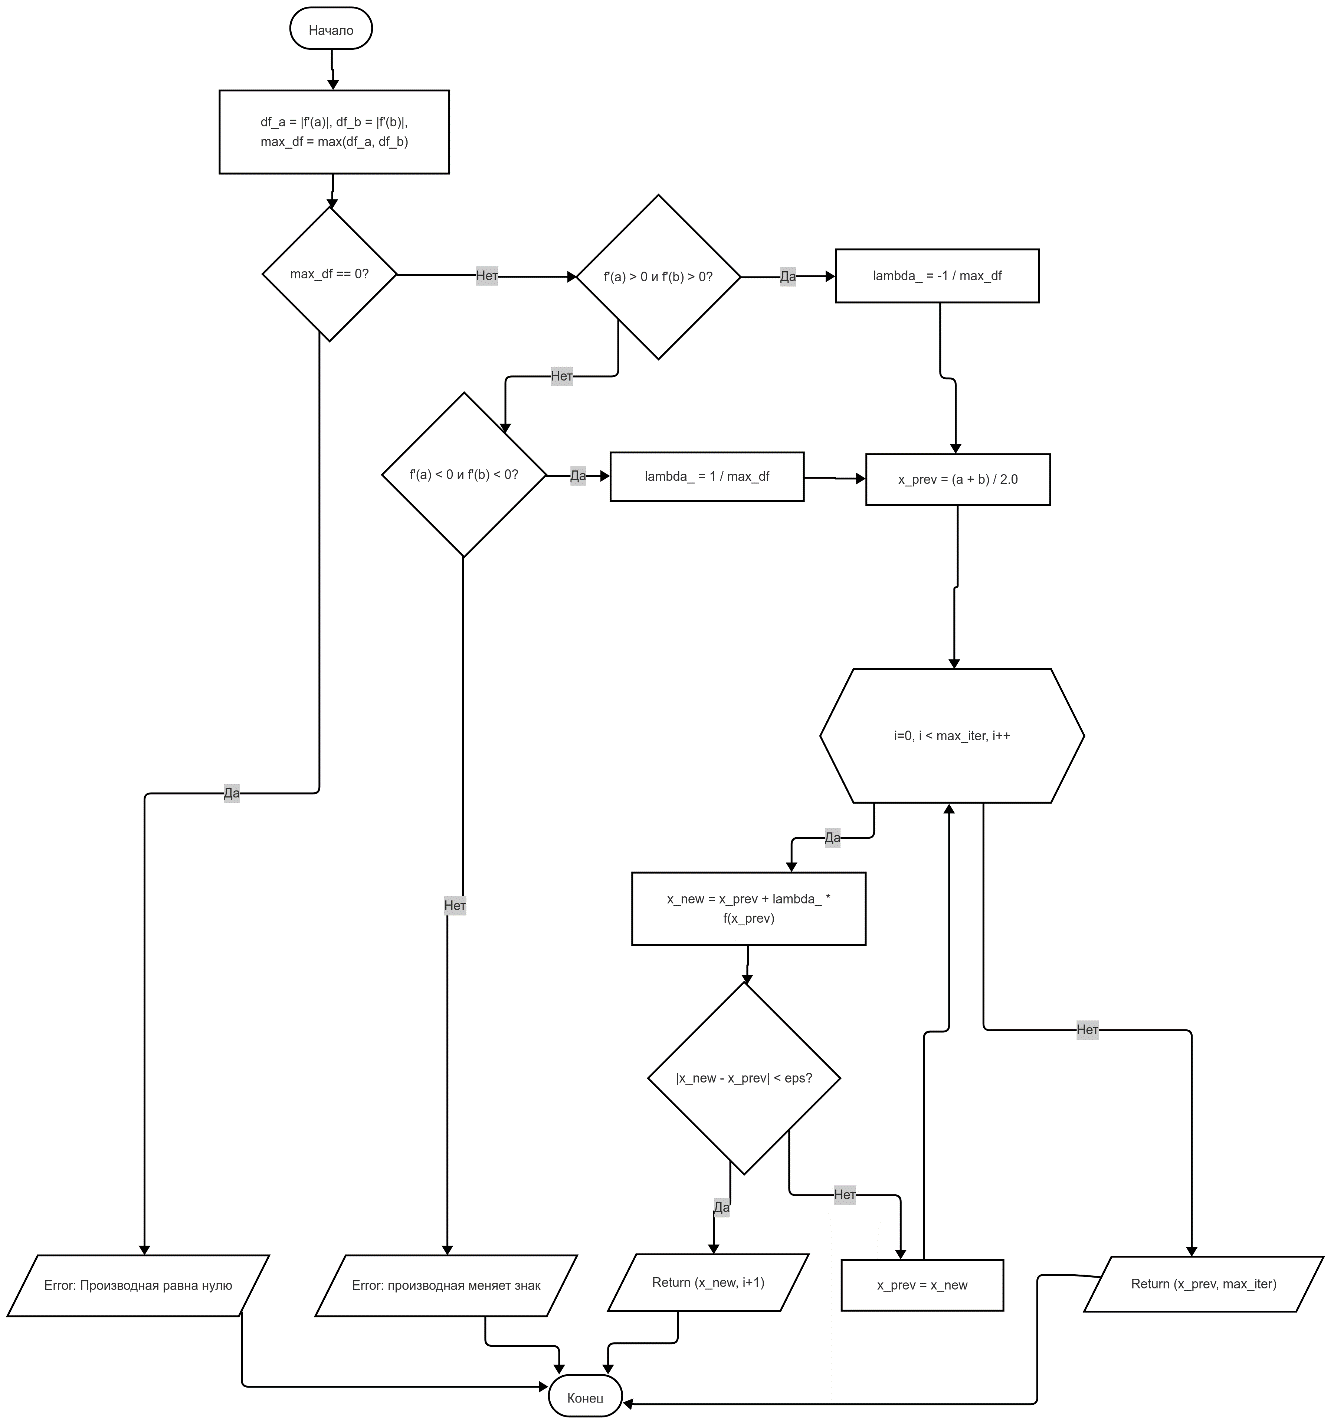 Начало
df_a = |f'(a)|, df_b = |f'(b)|,
max_df = max(df_a, df_b)
max_df == 0?
Нет
f'(a) > 0 и f'(b) > 0?
Да
lambda_ = -1 / max_df
Нет
f'(a) < 0 и f'(b) < 0?
Да
lambda_ = 1 / max_df
x_prev = (a + b) / 2.0
i=0, i < max_iter, i++
Да
Да
x_new = x_prev + lambda_ *
f(x_prev)
Нет
|x_new - x_prev| < eps?
Нет
Да
Нет
Error: Производная равна нулю
Error: производная меняет знак
Return (x_new, i+1)
x_prev = x_new
Return (x_prev, max_iter)
Конец